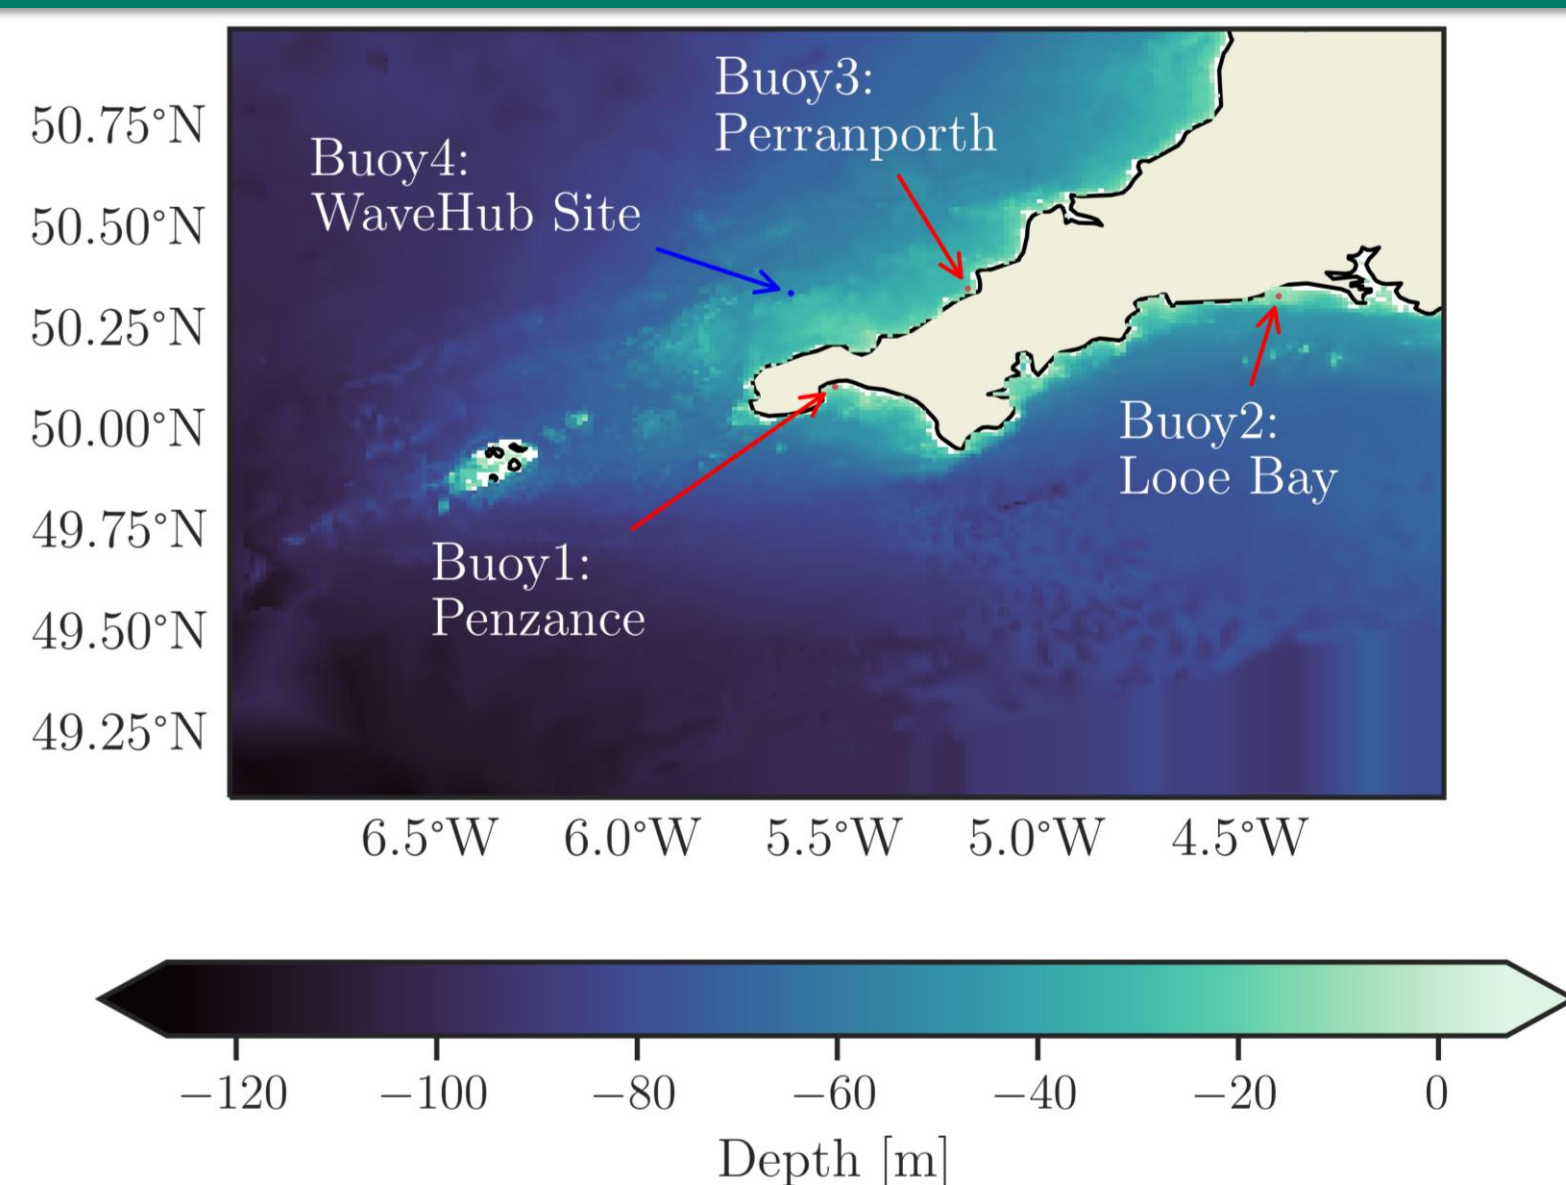 Buoy3:
Perranporth
Buoy4:
WaveHub Site
Buoy2:
Looe Bay
Buoy1:
Penzance
50.75°N
50.50°N
50.25°N
50.00°N
49.75°N
49.50°N
49.25°N
6.5°W 6.0°W 5.5°W 5.0°W 4.5°W
−120 −100 −80 −60 −40 −20 0
Depth [m]